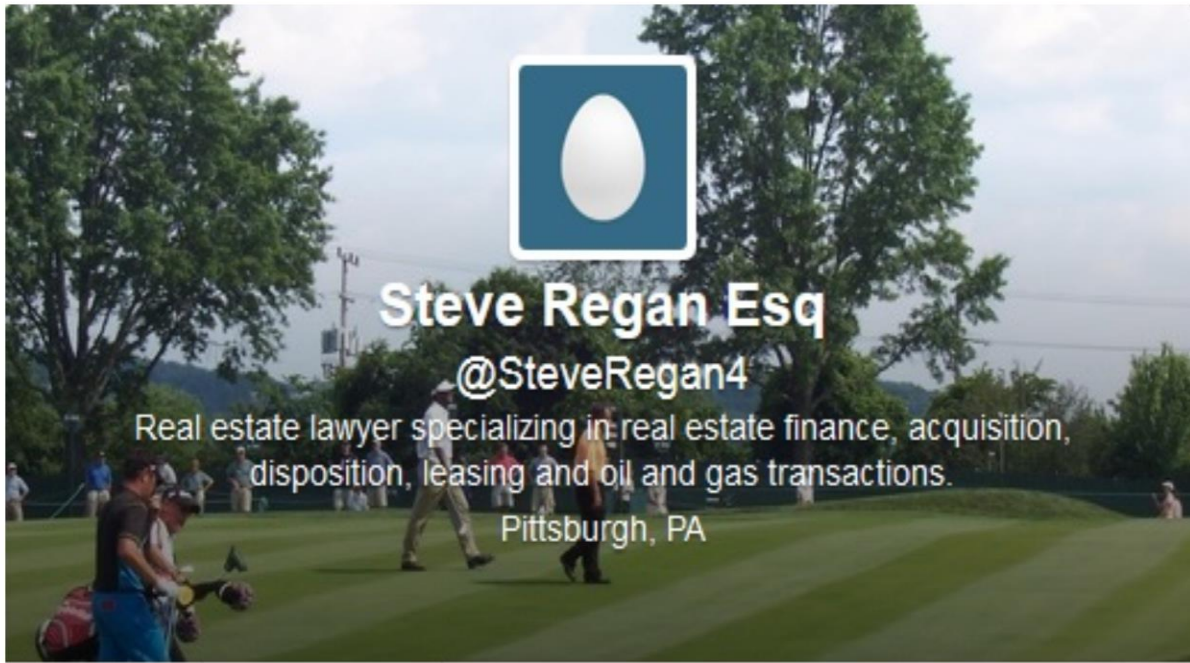 Steve Regan Esq
@SteveRegan4
Real estate lawyer specializing in real estate finance, acquisition,
disposition, leasing and oil and gas transactions.
Pittsburgh, PA